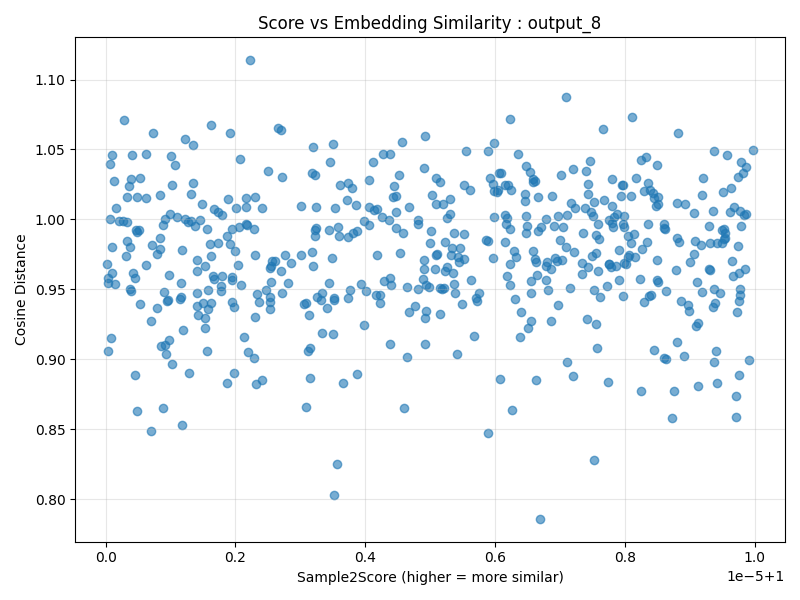 Score vs Embedding Similarity : output_8
Cosine Distance
1.10
1.05
1.00
0.95
0.90
0.85
0.80
0.0 0.2 0.4 0.6 0.8 1.0
Sample2Score (higher = more similar)
1e−5+1